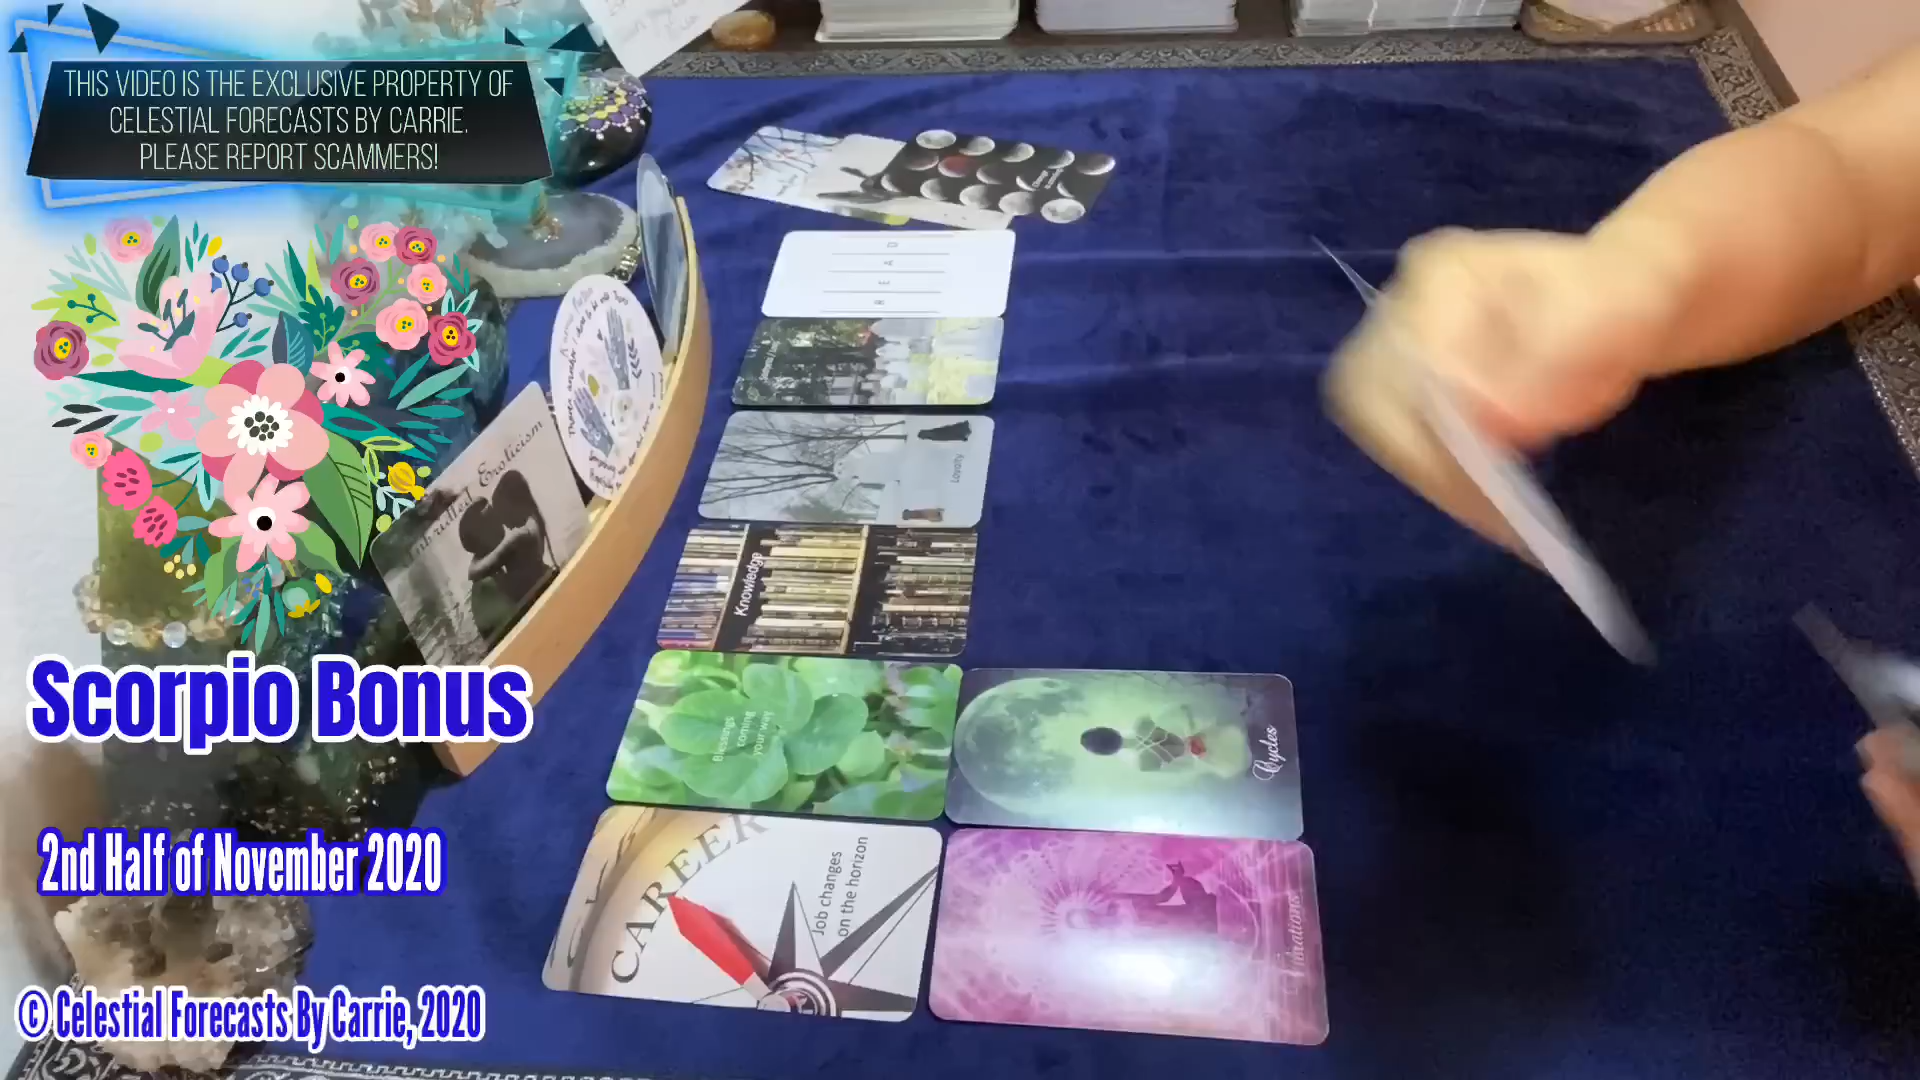 THIS VIDEO IS THE EXCLUSIVE PROPERTY OF
CELESTIAL FORECASTS BY CARRIE.
PLEASE REPORT SCAMMERS!
Scorpio Bonus
2nd Half of November 2020
© Celestial Forecasts By Carrie, 2020
Unbridled Eroticism
R E A D
Loyalty
Knowledge
Blessings
coming
your way
Cycles
CAREER
Job changes
on the horizon
Vibrations